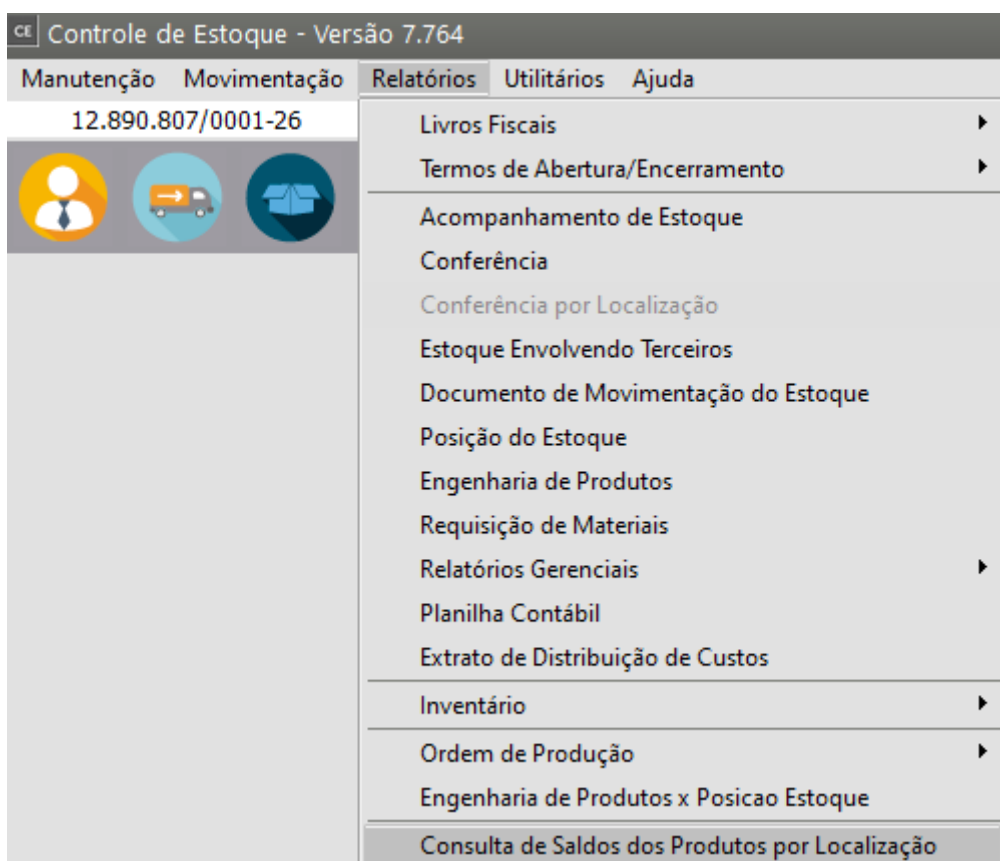 CE Controle de Estoque - Versão 7.764
Manutenção Movimentação Relatórios Utilitários Ajuda
12.890.807/0001-26
Livros Fiscais
Termos de Abertura/Encerramento
Acompanhamento de Estoque
Conferência
Conferência por Localização
Estoque Envolvendo Terceiros
Documento de Movimentação do Estoque
Posição do Estoque
Engenharia de Produtos
Requisição de Materiais
Relatórios Gerenciais
Planilha Contábil
Extrato de Distribuição de Custos
Inventário
Ordem de Produção
Engenharia de Produtos x Posicao Estoque
Consulta de Saldos dos Produtos por Localização